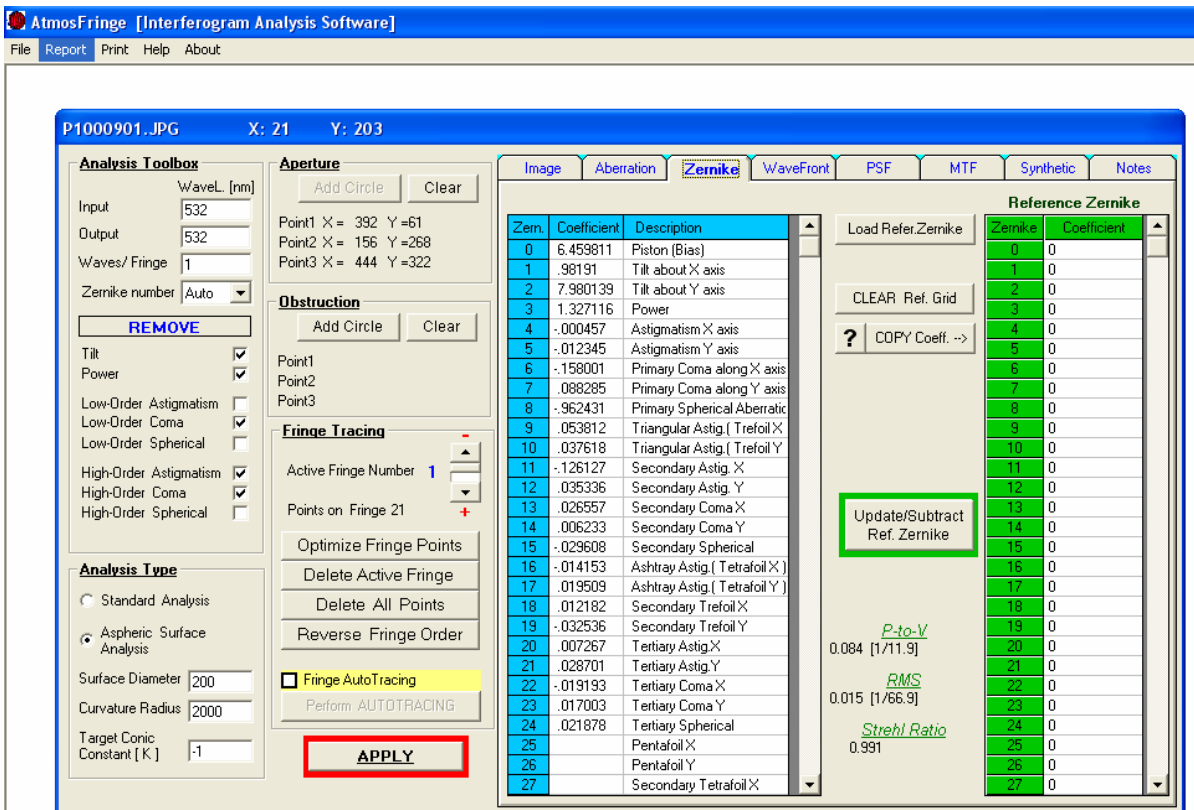 AtmosFringe [Interferogram Analysis Software]
File Report Print Help About
P1000901.JPG X: 21 Y: 203
Analysis Toolbox
WaveL. [nm]
Input 532
Output 532
Waves/ Fringe 1
Zernike number Auto
REMOVE
Tilt
Power
Low-Order Astigmatism
Low-Order Coma
Low-Order Spherical
High-Order Astigmatism
High-Order Coma
High-Order Spherical
Analysis Type
Standard Analysis
Aspheric Surface
Analysis
Surface Diameter 200
Curvature Radius 2000
Target Conic
Constant [ K ] -1
Aperture
Add Circle Clear
Point1 X = 392 Y =61
Point2 X = 156 Y =268
Point3 X = 444 Y =322
Obstruction
Add Circle Clear
Point1
Point2
Point3
Fringe Tracing
-
Active Fringe Number 1
Points on Fringe 21 +
Optimize Fringe Points
Delete Active Fringe
Delete All Points
Reverse Fringe Order
Fringe AutoTracing
Perform AUTOTRACING
APPLY
Image Aberration Zernike WaveFront PSF MTF Synthetic Notes
Zern. Coefficient Description
0 6.459811 Piston (Bias)
1 .98191 Tilt about X axis
2 7.980139 Tilt about Y axis
3 1.327116 Power
4 -.000457 Astigmatism X axis
5 -.012345 Astigmatism Y axis
6 -.158001 Primary Coma along X axis
7 .088285 Primary Coma along Y axis
8 -.962431 Primary Spherical Aberratic
9 .053812 Triangular Astig.( Trefoil X
10 .037618 Triangular Astig.( Trefoil Y
11 -.126127 Secondary Astig. X
12 .035336 Secondary Astig. Y
13 .026557 Secondary Coma X
14 .006233 Secondary Coma Y
15 -.029608 Secondary Spherical
16 -.014153 Ashtray Astig.( Tetrafoil X )
17 .019509 Ashtray Astig.( Tetrafoil Y )
18 .012182 Secondary Trefoil X
19 -.032536 Secondary Trefoil Y
20 .007267 Tertiary Astig.X
21 .028701 Tertiary Astig.Y
22 -.019193 Tertiary Coma X
23 .017003 Tertiary Coma Y
24 .021878 Tertiary Spherical
25 Pentafoil X
26 Pentafoil Y
27 Secondary Tetrafoil X
Load Refer.Zernike
CLEAR Ref. Grid
? COPY Coeff. -->
Update/Subtract
Ref. Zernike
P-to-V
0.084 [1/11.9]
RMS
0.015 [1/66.9]
Strehl Ratio
0.991
Reference Zernike
Zernike Coefficient
0 0
1 0
2 0
3 0
4 0
5 0
6 0
7 0
8 0
9 0
10 0
11 0
12 0
13 0
14 0
15 0
16 0
17 0
18 0
19 0
20 0
21 0
22 0
23 0
24 0
25 0
26 0
27 0